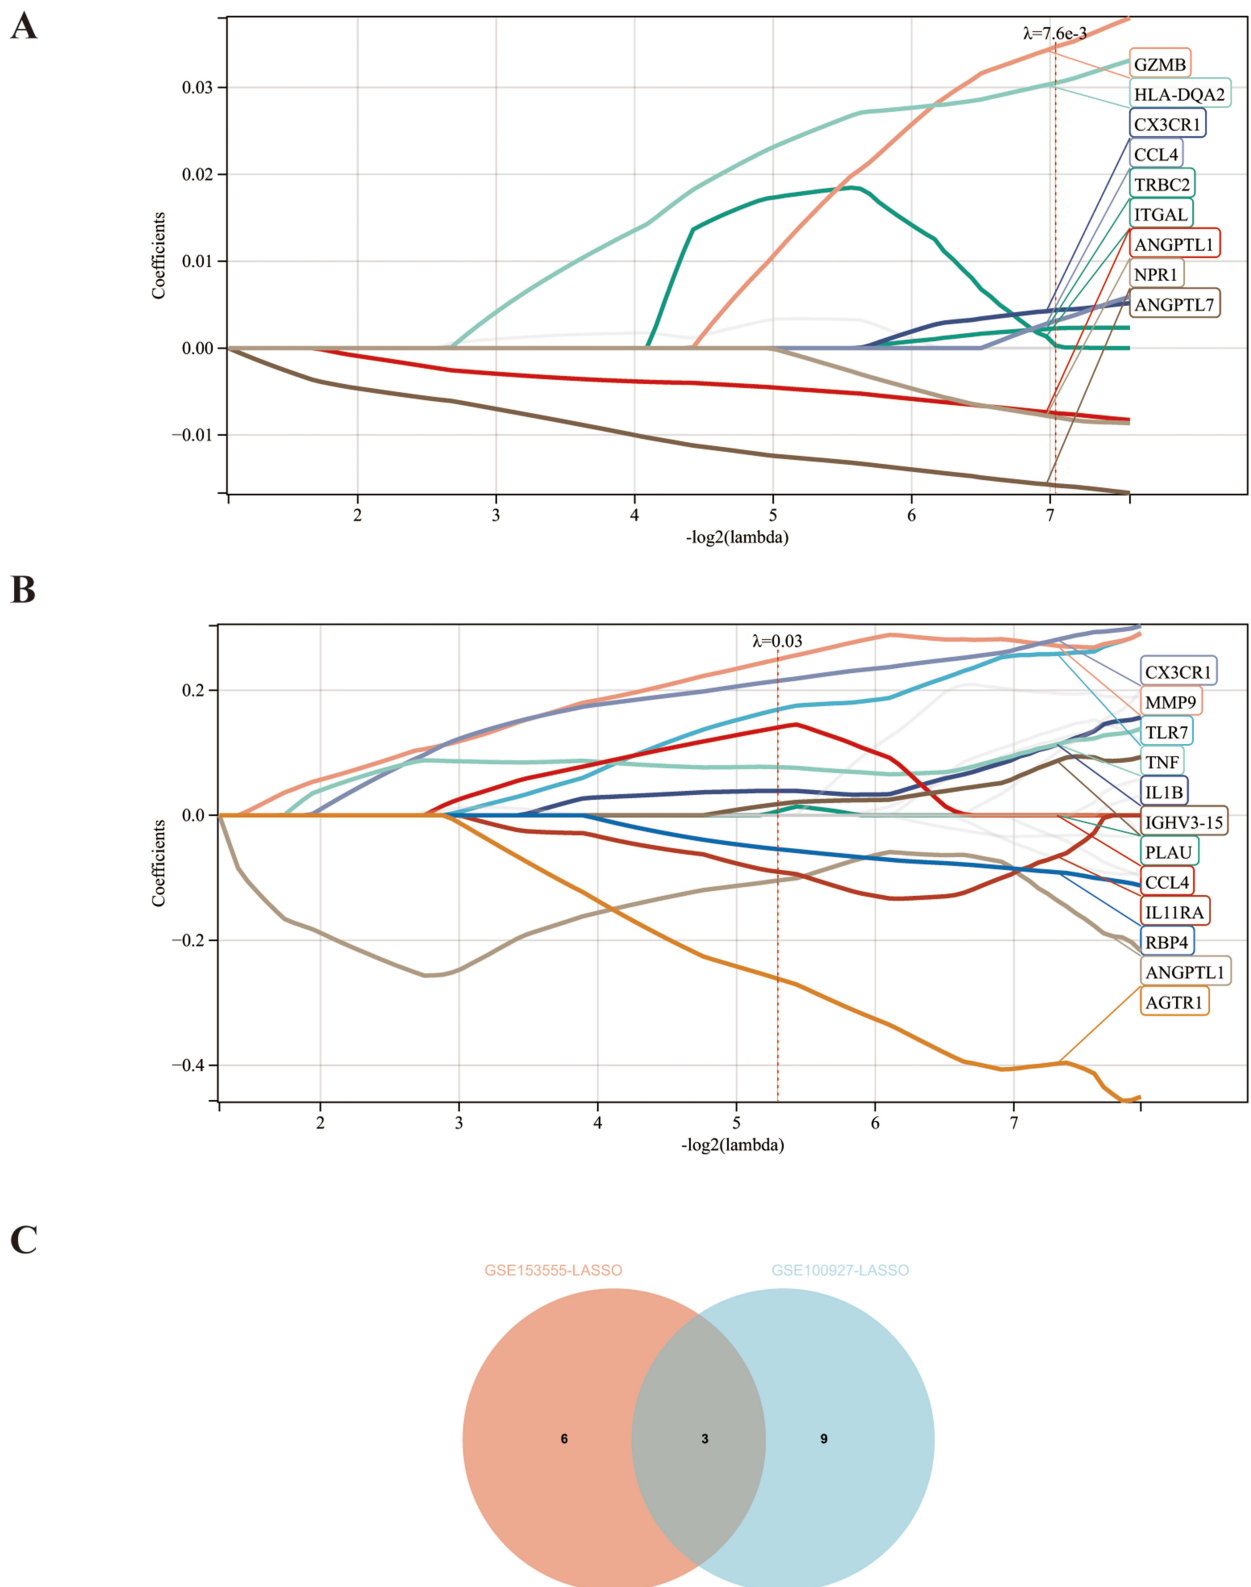 A
λ=7.6e-3
0.03
0.02
0.01
0.00
−0.01
Coefficients
GZMB
HLA-DQA2
CX3CR1
CCL4
TRBC2
ITGAL
ANGPTL1
NPR1
ANGPTL7
2 3 4 5 6 7
-log2(lambda)
B
λ=0.03
0.2
0.0
−0.2
−0.4
Coefficients
CX3CR1
MMP9
TLR7
TNF
IL1B
IGHV3-15
PLAU
CCL4
IL11RA
RBP4
ANGPTL1
AGTR1
2 3 4 5 6 7
-log2(lambda)
C
GSE153555-LASSO GSE100927-LASSO
6 3 9